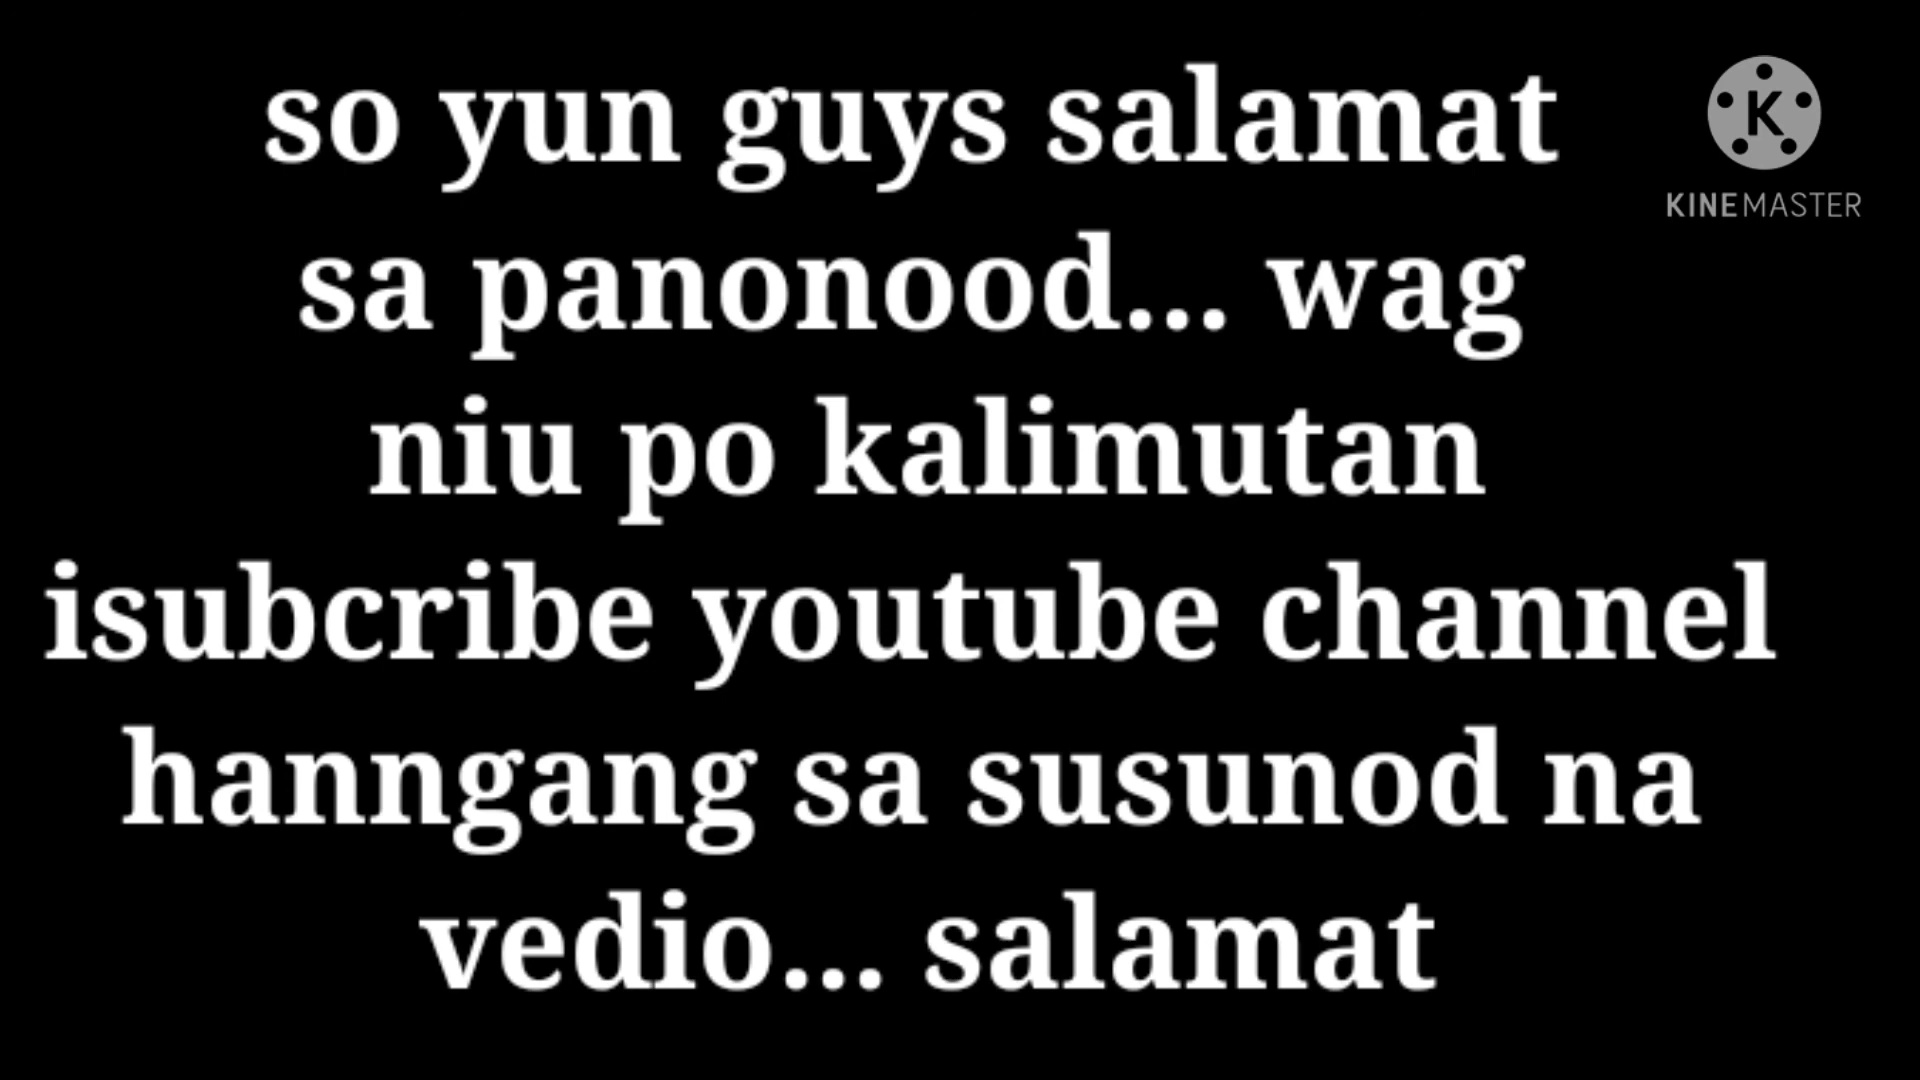 so yun guys salamat
sa panonood... wag
niu po kalimutan
isubcribe youtube channel
hanngang sa susunod na
vedio... salamat
K
KINEMASTER